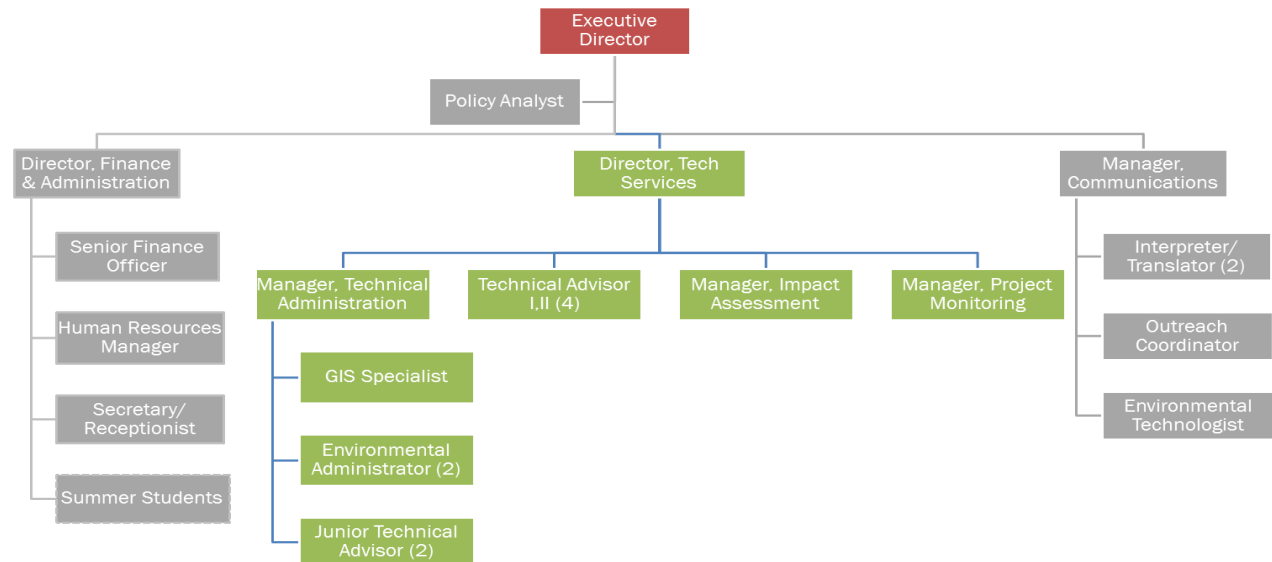 Executive
Director
Policy Analyst
Director, Finance
& Administration
Director, Tech
Services
Manager,
Communications
Senior Finance
Officer
Human Resources
Manager
Secretary/
Receptionist
Summer Students
Manager, Technical
Administration
Technical Advisor
I,II (4)
Manager, Impact
Assessment
Manager, Project
Monitoring
GIS Specialist
Environmental
Administrator (2)
Junior Technical
Advisor (2)
Interpreter/
Translator (2)
Outreach
Coordinator
Environmental
Technologist